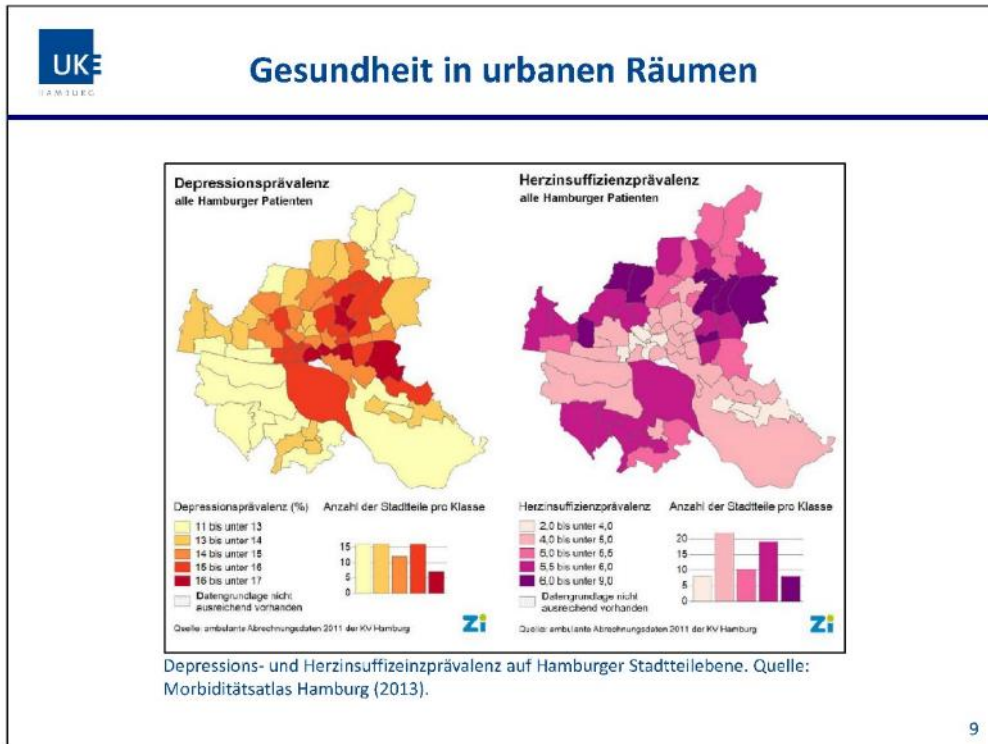 UKE
HAMBURG
Gesundheit in urbanen Räumen
Depressionsprävalenz
alle Hamburger Patienten
Depressionsprävalenz (%)
11 bis unter 13
13 bis unter 14
14 bis unter 15
15 bis unter 16
16 bis unter 17
Datengrundlage nicht
ausreichend vorhanden
Anzahl der Stadtteile pro Klasse
15
10
5
0
Quelle: ambulante Abrechnungsdaten 2011 der KV Hamburg
Zi
Herzinsuffizienzprävalenz
alle Hamburger Patienten
Herzinsuffizienzprävalenz
2,0 bis unter 4,0
4,0 bis unter 5,0
5,0 bis unter 5,5
5,5 bis unter 6,0
6,0 bis unter 9,0
Datengrundlage nicht
ausreichend vorhanden
Anzahl der Stadtteile pro Klasse
20
15
10
5
0
Quelle: ambulante Abrechnungsdaten 2011 der KV Hamburg
Zi
Depressions- und Herzinsuffizeinzprävalenz auf Hamburger Stadtteilebene. Quelle:
Morbiditätsatlas Hamburg (2013).
9